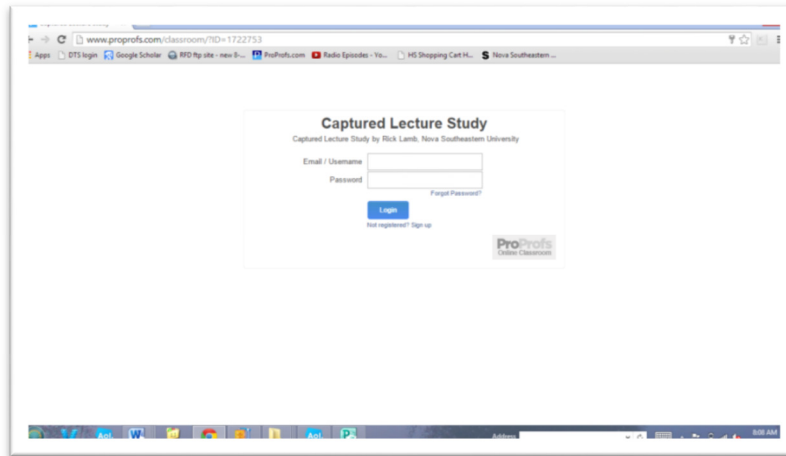 www.proprofs.com/classroom/?ID=1722753
Apps DTS login Google Scholar RFD ftp site - new 8-... ProProfs.com Radio Episodes - Yo... HS Shopping Cart H... S Nova Southeastern ...
Captured Lecture Study
Captured Lecture Study by Rick Lamb, Nova Southeastern University
Email / Username
Password
Forgot Password?
Login
Not registered? Sign up
ProProfs
Online Classroom
Aol. Aol. Address 8:08 AM